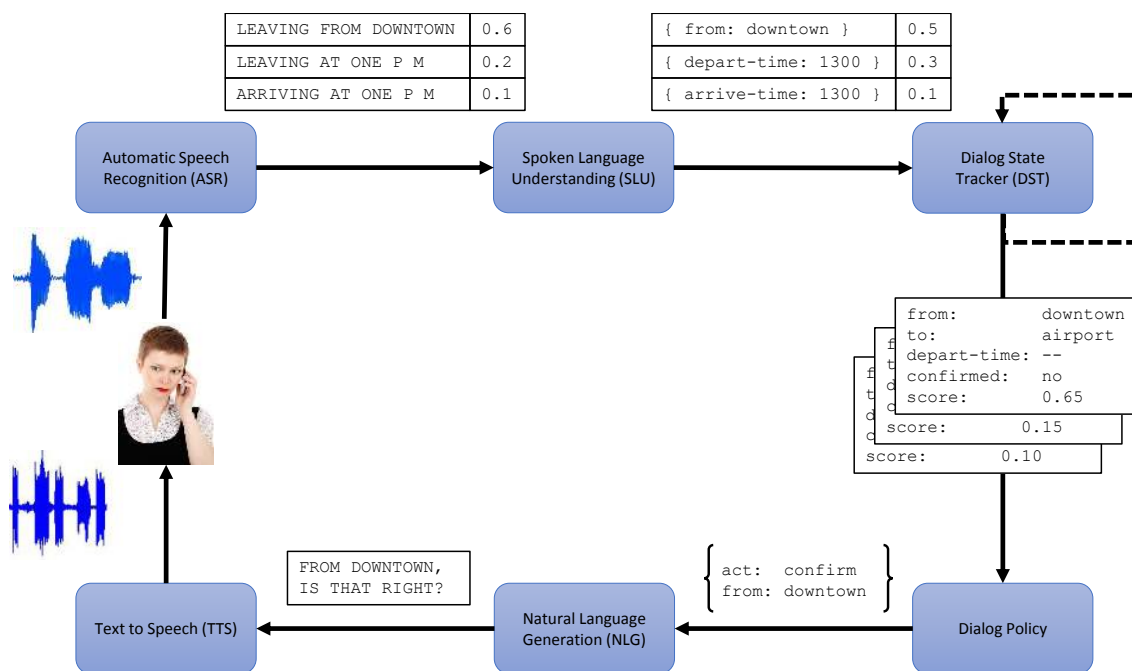 LEAVING FROM DOWNTOWN 0.6
LEAVING AT ONE P M 0.2
ARRIVING AT ONE P M 0.1
{ from: downtown } 0.5
{ depart-time: 1300 } 0.3
{ arrive-time: 1300 } 0.1
Automatic Speech
Recognition (ASR)
Spoken Language
Understanding (SLU)
Dialog State
Tracker (DST)
from: downtown
to: airport
depart-time: --
confirmed: no
score: 0.65
f
t
d
c
score: 0.15
f
t
d
c
score: 0.10
FROM DOWNTOWN,
IS THAT RIGHT?
act: confirm
from: downtown
Text to Speech (TTS)
Natural Language
Generation (NLG)
Dialog Policy